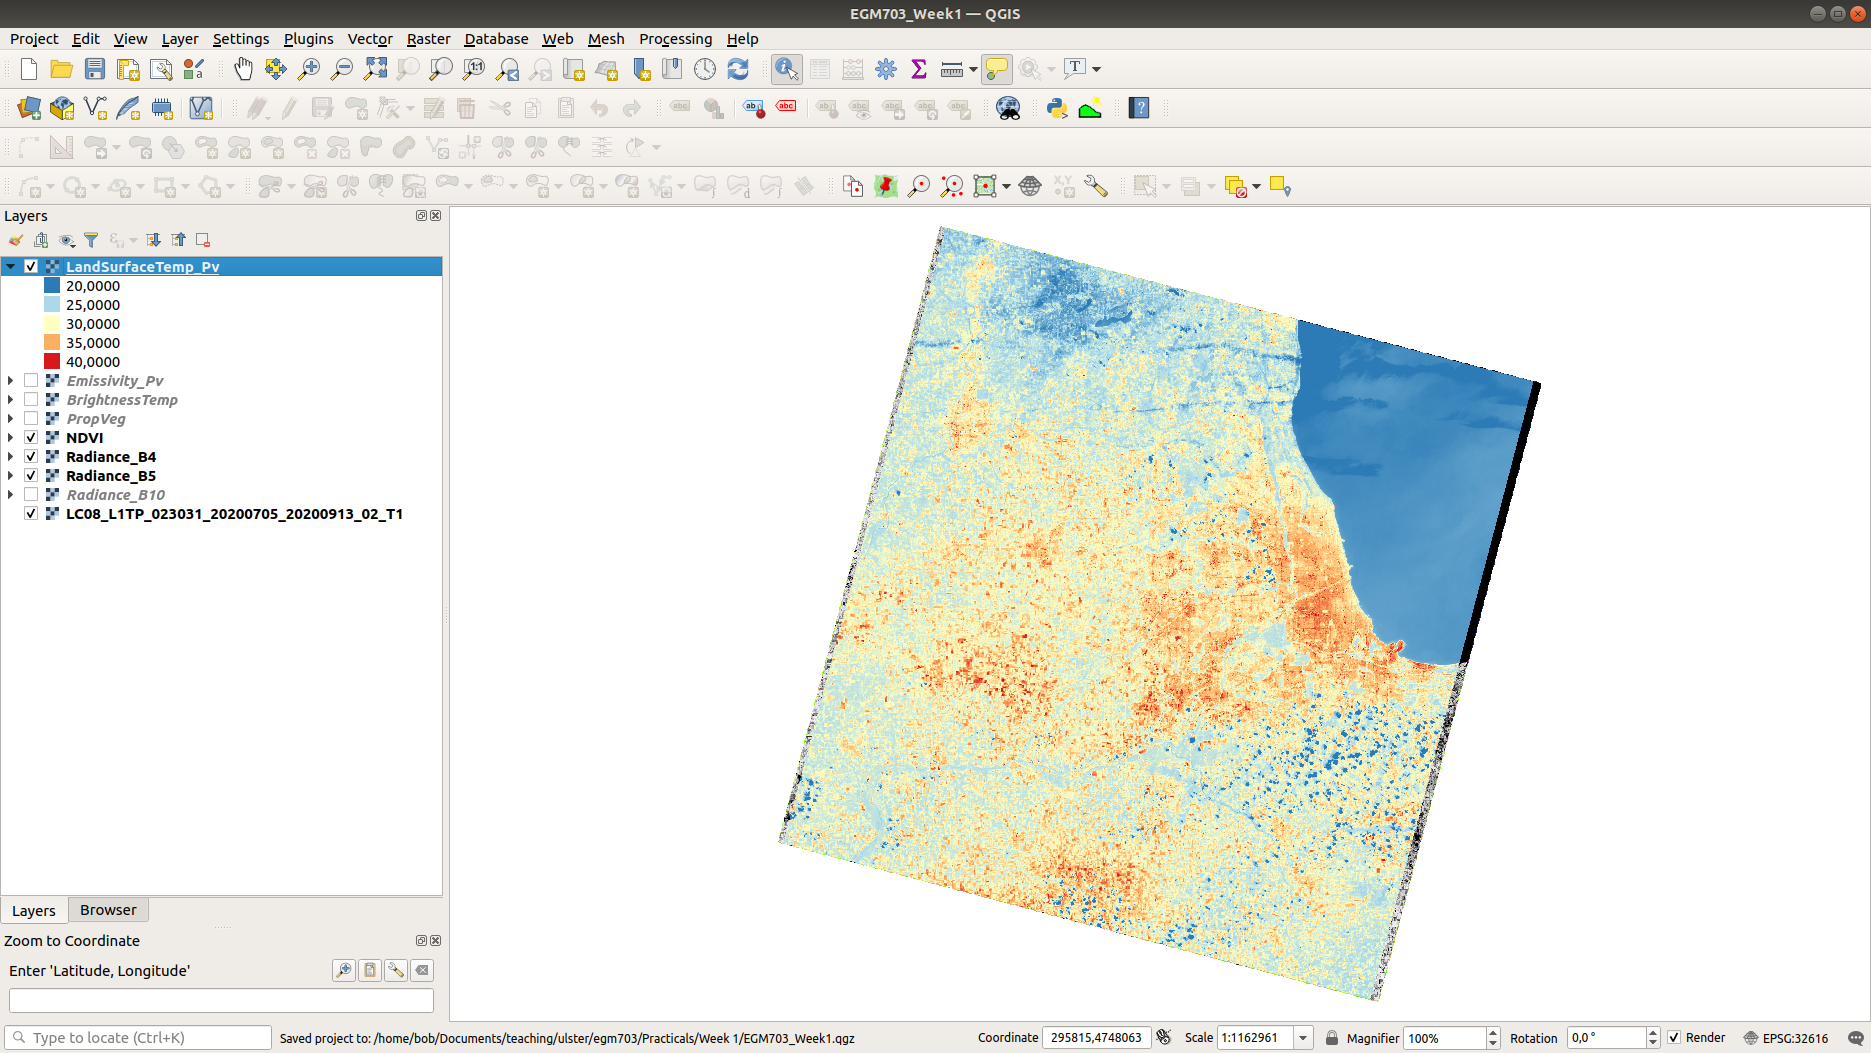 EGM703_Week1 — QGIS
Project Edit View Layer Settings Plugins Vector Raster Database Web Mesh Processing Help
Layers
LandSurfaceTemp_Pv
20,0000
25,0000
30,0000
35,0000
40,0000
Emissivity_Pv
BrightnessTemp
PropVeg
NDVI
Radiance_B4
Radiance_B5
Radiance_B10
LC08_L1TP_023031_20200705_20200913_02_T1
Layers Browser
Zoom to Coordinate
Enter 'Latitude, Longitude'
Type to locate (Ctrl+K) Saved project to: /home/bob/Documents/teaching/ulster/egm703/Practicals/Week 1/EGM703_Week1.qgz Coordinate 295815,4748063 Scale 1:1162961 Magnifier 100% Rotation 0,0 ° Render EPSG:32616